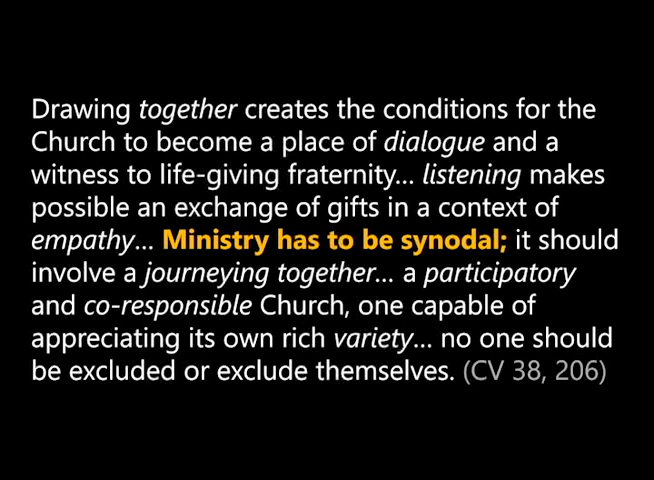 Drawing together creates the conditions for the
Church to become a place of dialogue and a
witness to life-giving fraternity... listening makes
possible an exchange of gifts in a context of
empathy... Ministry has to be synodal; it should
involve a journeying together... a participatory
and co-responsible Church, one capable of
appreciating its own rich variety... no one should
be excluded or exclude themselves. (CV 38, 206)